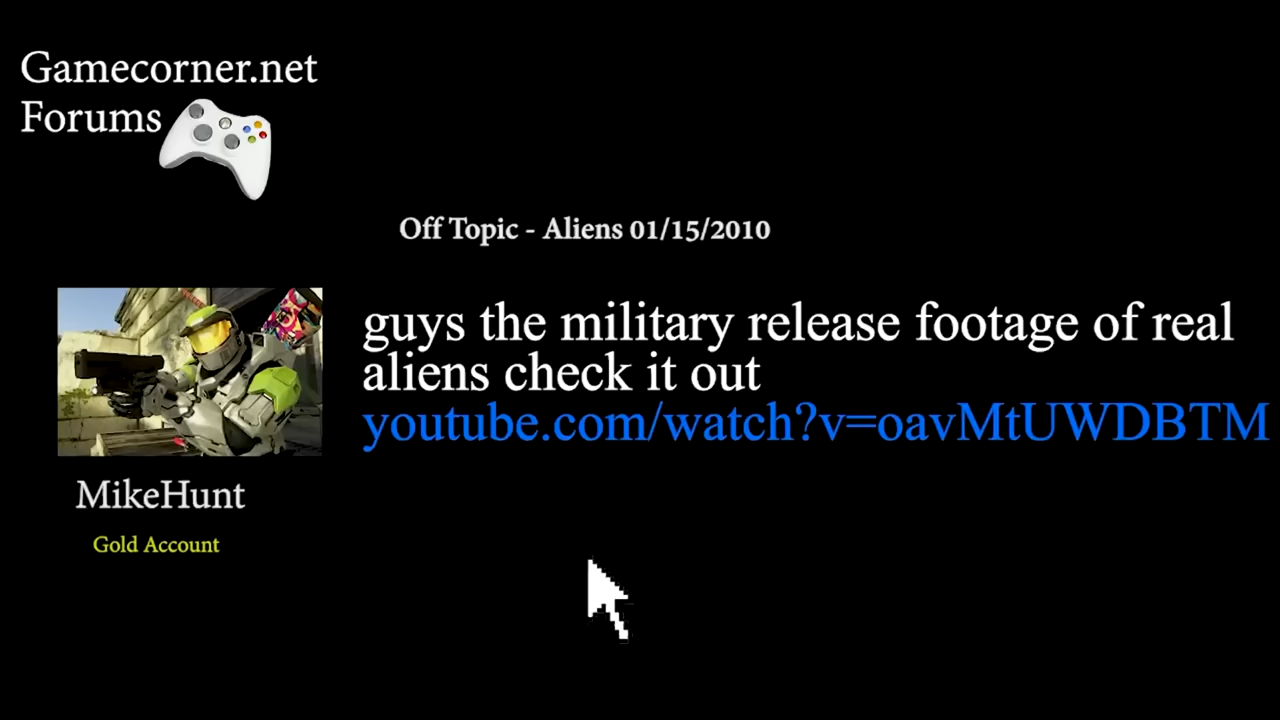 Gamecorner.net
Forums
Off Topic - Aliens 01/15/2010
guys the military release footage of real
aliens check it out
youtube.com/watch?v=oavMtUWDBTM
MikeHunt
Gold Account